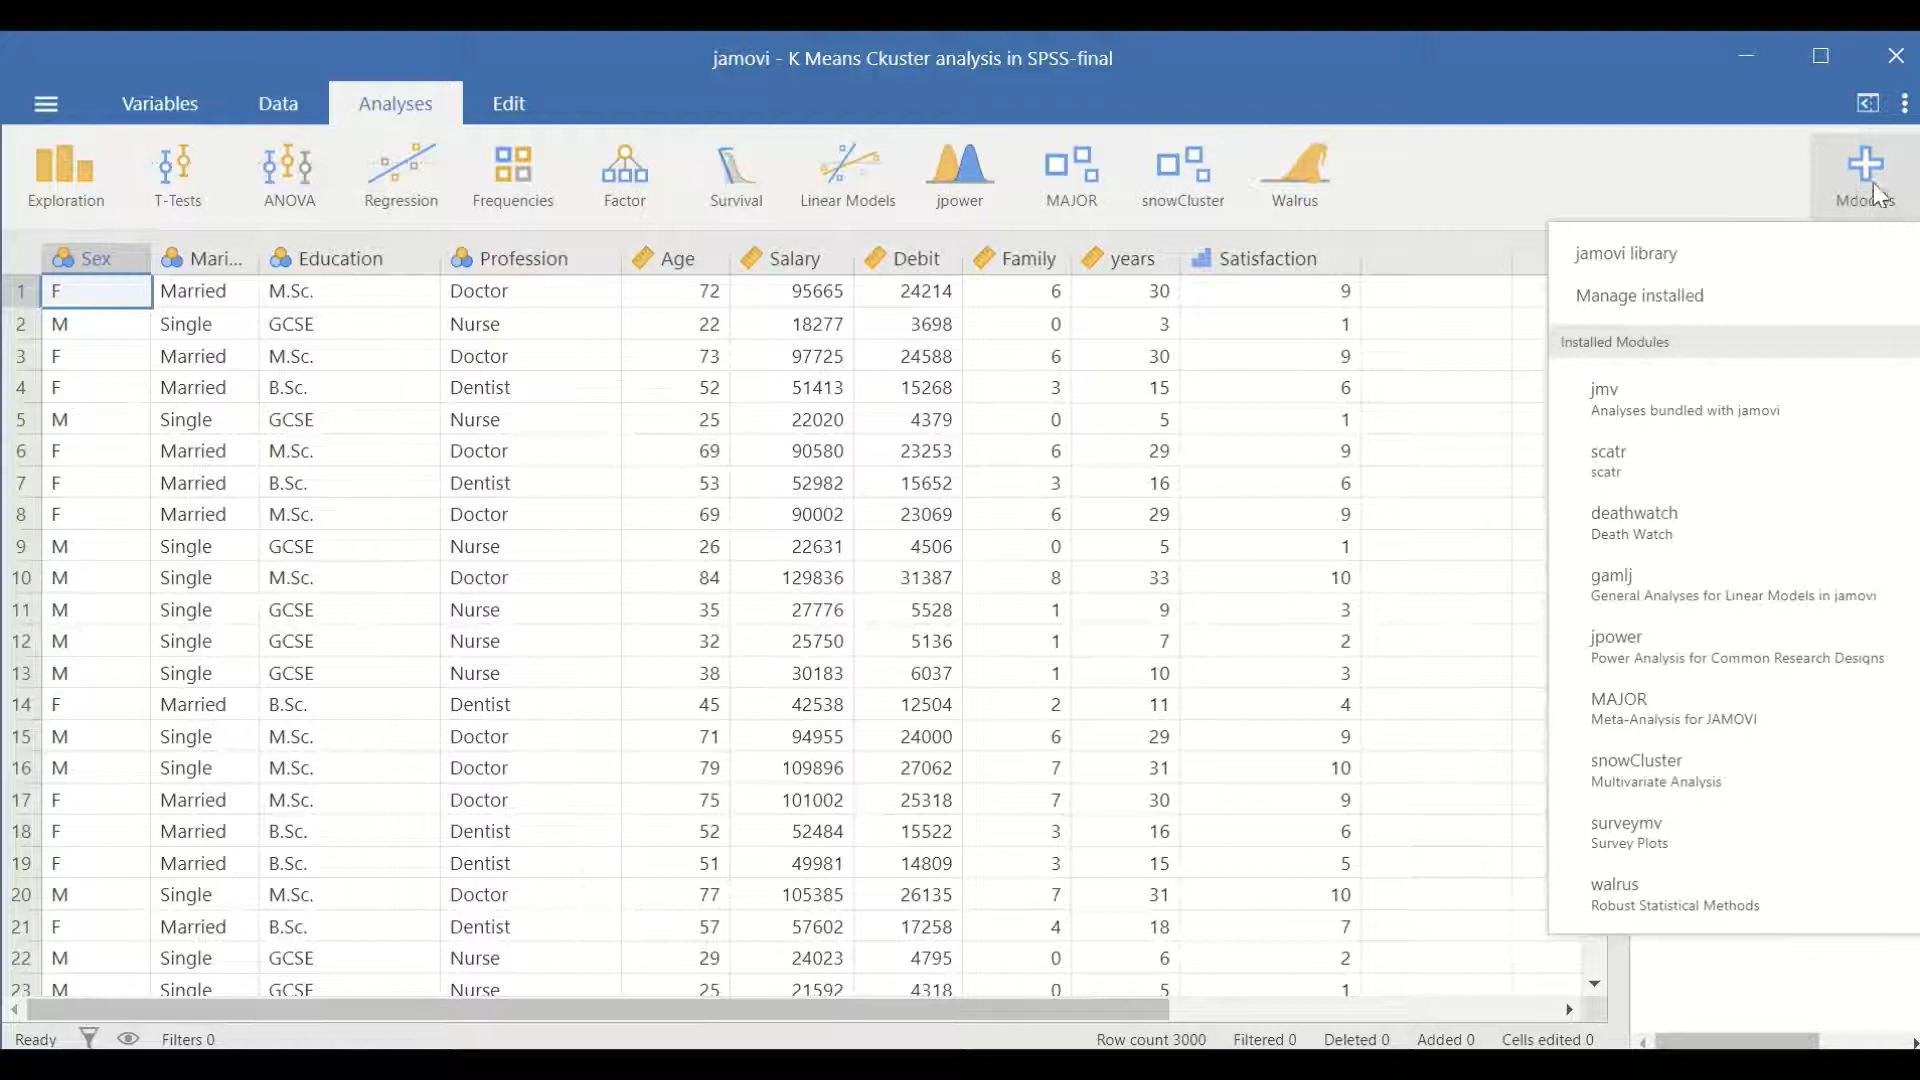 jamovi - K Means Ckuster analysis in SPSS-final
Variables Data Analyses Edit
Exploration T-Tests ANOVA Regression Frequencies Factor Survival Linear Models jpower MAJOR snowCluster Walrus
Sex Mari... Education Profession Age Salary Debit Family years Satisfaction
1 F Married M.Sc. Doctor 72 95665 24214 6 30 9
2 M Single GCSE Nurse 22 18277 3698 0 3 1
3 F Married M.Sc. Doctor 73 97725 24588 6 30 9
4 F Married B.Sc. Dentist 52 51413 15268 3 15 6
5 M Single GCSE Nurse 25 22020 4379 0 5 1
6 F Married M.Sc. Doctor 69 90580 23253 6 29 9
7 F Married B.Sc. Dentist 53 52982 15652 3 16 6
8 F Married M.Sc. Doctor 69 90002 23069 6 29 9
9 M Single GCSE Nurse 26 22631 4506 0 5 1
10 M Single M.Sc. Doctor 84 129836 31387 8 33 10
11 M Single GCSE Nurse 35 27776 5528 1 9 3
12 M Single GCSE Nurse 32 25750 5136 1 7 2
13 M Single GCSE Nurse 38 30183 6037 1 10 3
14 F Married B.Sc. Dentist 45 42538 12504 2 11 4
15 M Single M.Sc. Doctor 71 94955 24000 6 29 9
16 M Single M.Sc. Doctor 79 109896 27062 7 31 10
17 F Married M.Sc. Doctor 75 101002 25318 7 30 9
18 F Married B.Sc. Dentist 52 52484 15522 3 16 6
19 F Married B.Sc. Dentist 51 49981 14809 3 15 5
20 M Single M.Sc. Doctor 77 105385 26135 7 31 10
21 F Married B.Sc. Dentist 57 57602 17258 4 18 7
22 M Single GCSE Nurse 29 24023 4795 0 6 2
23 M Single GCSE Nurse 25 21592 4318 0 5 1
jamovi library
Manage installed
Installed Modules
jmv
Analyses bundled with jamovi
scatr
scatr
deathwatch
Death Watch
gamlj
General Analyses for Linear Models in jamovi
jpower
Power Analysis for Common Research Designs
MAJOR
Meta-Analysis for JAMOVI
snowCluster
Multivariate Analysis
surveymv
Survey Plots
walrus
Robust Statistical Methods
Ready Filters 0 Row count 3000 Filtered 0 Deleted 0 Added 0 Cells edited 0